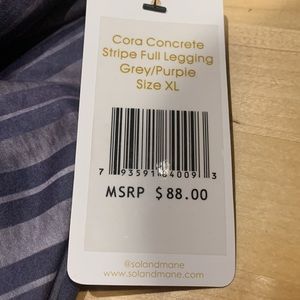 Cora Concrete
Stripe Full Legging
Grey/Purple
Size XL
7 93591 84009 3
MSRP $88.00
@solandmane
www.solandmane.com